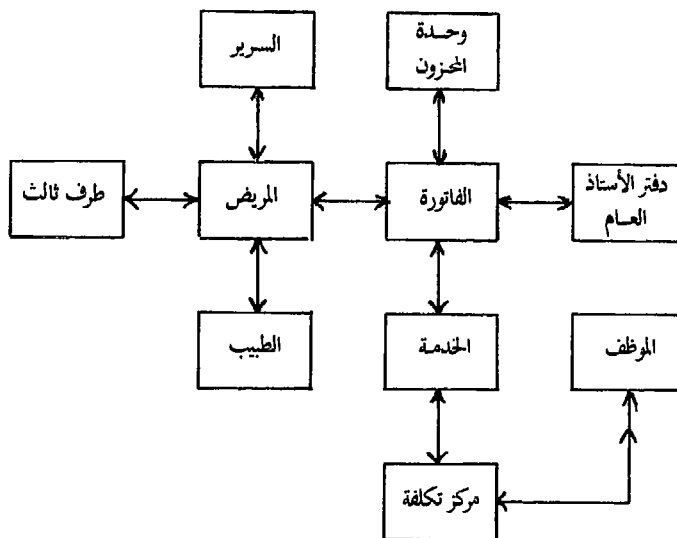 السرير
وحدة
المخزون
دفتر الأستاذ
العام
الفاتورة
المريض
طرف ثالث
الموظف
الخدمة
الطبيب
مركز تكلفة